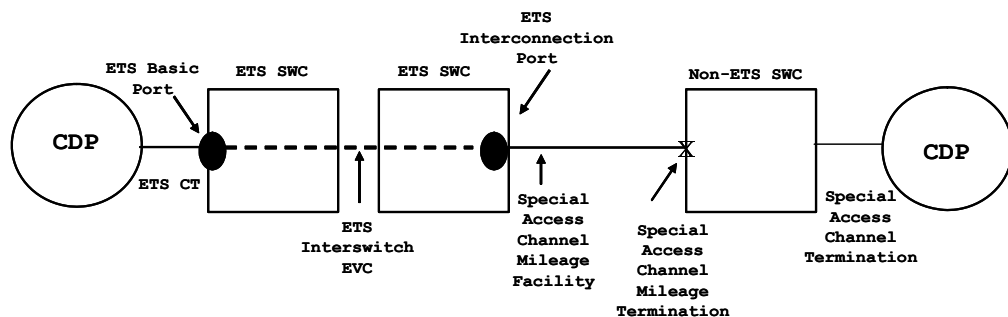 ETS
Interconnection
Port
ETS Basic
Port
ETS SWC
ETS SWC
Non-ETS SWC
CDP
CDP
ETS CT
ETS
Interswitch
EVC
Special
Access
Channel
Mileage
Facility
Special
Access
Channel
Mileage
Termination
Special
Access
Channel
Termination